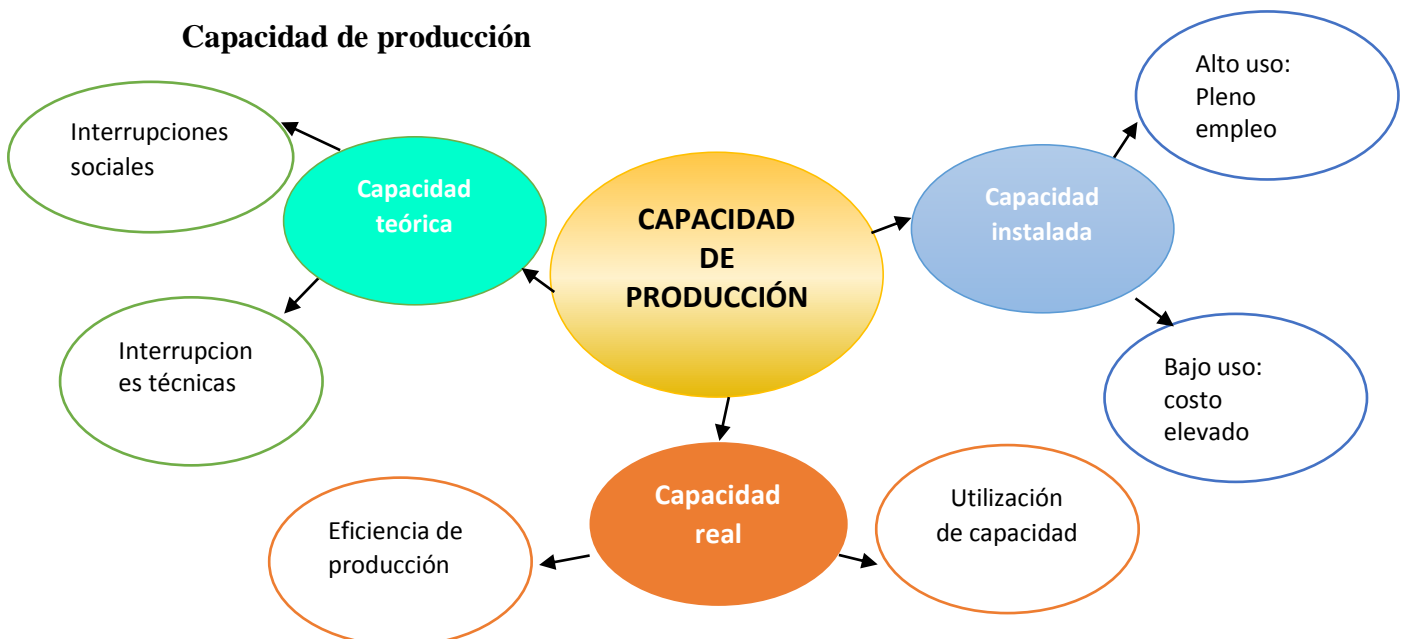 Capacidad de producción
Interrupciones
sociales
Capacidad
teórica
Interrupcion
es técnicas
CAPACIDAD
DE
PRODUCCIÓN
Capacidad
instalada
Alto uso:
Pleno
empleo
Bajo uso:
costo
elevado
Capacidad
real
Eficiencia de
producción
Utilización
de capacidad